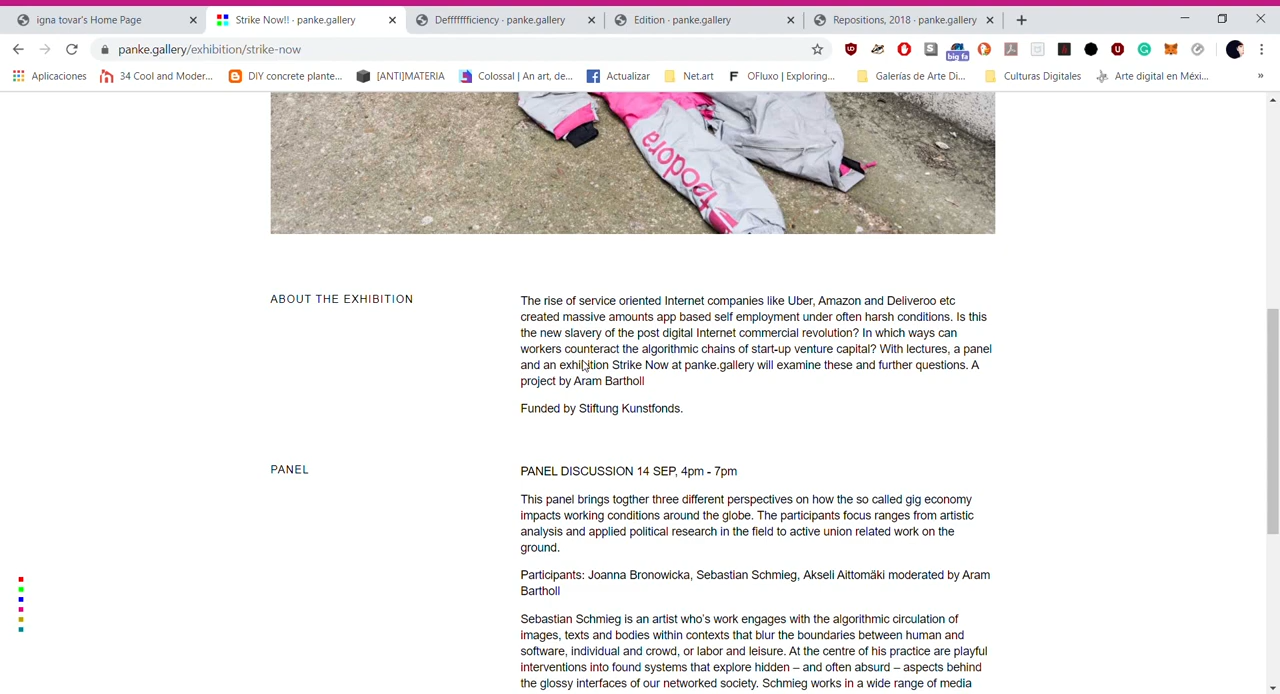 igna tovar's Home Page
Strike Now!! · panke.gallery
Defffffficiency · panke.gallery
Edition · panke.gallery
Repositions, 2018 · panke.gallery
panke.gallery/exhibition/strike-now
big fa
Aplicaciones
34 Cool and Moder...
DIY concrete plante...
[ANTI]MATERIA
Colossal | An art, de...
Actualizar
Net.art
OFluxo | Exploring...
Galerías de Arte Di...
Culturas Digitales
Arte digital en Méxi...
foodora
ABOUT THE EXHIBITION
The rise of service oriented Internet companies like Uber, Amazon and Deliveroo etc
created massive amounts app based self employment under often harsh conditions. Is this
the new slavery of the post digital Internet commercial revolution? In which ways can
workers counteract the algorithmic chains of start-up venture capital? With lectures, a panel
and an exhibition Strike Now at panke.gallery will examine these and further questions. A
project by Aram Bartholl
Funded by Stiftung Kunstfonds.
PANEL
PANEL DISCUSSION 14 SEP, 4pm - 7pm
This panel brings togther three different perspectives on how the so called gig economy
impacts working conditions around the globe. The participants focus ranges from artistic
analysis and applied political research in the field to active union related work on the
ground.
Participants: Joanna Bronowicka, Sebastian Schmieg, Akseli Aittomäki moderated by Aram
Bartholl
Sebastian Schmieg is an artist who's work engages with the algorithmic circulation of
images, texts and bodies within contexts that blur the boundaries between human and
software, individual and crowd, or labor and leisure. At the centre of his practice are playful
interventions into found systems that explore hidden – and often absurd – aspects behind
the glossy interfaces of our networked society. Schmieg works in a wide range of media